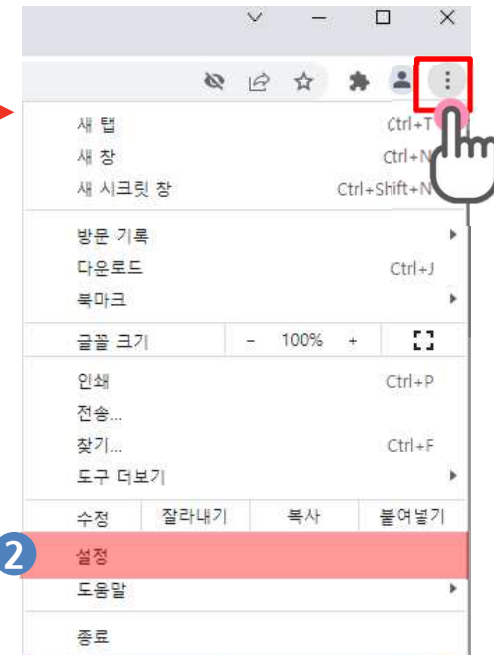 새 탭 Ctrl+T
새 창 Ctrl+N
새 시크릿 창 Ctrl+Shift+N
방문 기록
다운로드 Ctrl+J
북마크
글꼴 크기 - 100% +
인쇄 Ctrl+P
전송...
찾기... Ctrl+F
도구 더보기
수정 잘라내기 복사 붙여넣기
2 설정
도움말
종료